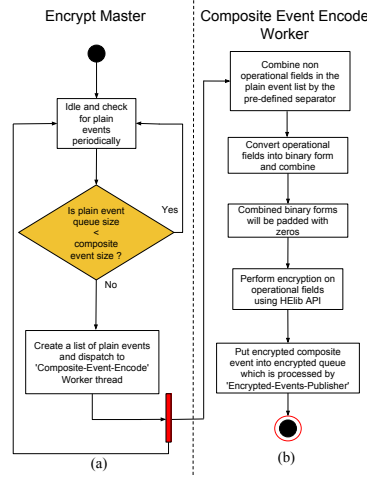 Encrypt Master
Idle and check
for plain
events
periodically
Is plain event
queue size
<
composite
event size ?
Yes
No
Create a list of plain events
and dispatch to
'Composite-Event-Encode'
Worker thread
(a)
Composite Event Encode
Worker
Combine non
operational fields in the
plain event list by the
pre-defined separator
Convert operational
fields into binary form
and combine
Combined binary forms
will be padded with
zeros
Perform encryption on
operational fields
using HElib API
Put encrypted composite
event into encrypted queue
which is processed by
'Encrypted-Events-Publisher'
(b)